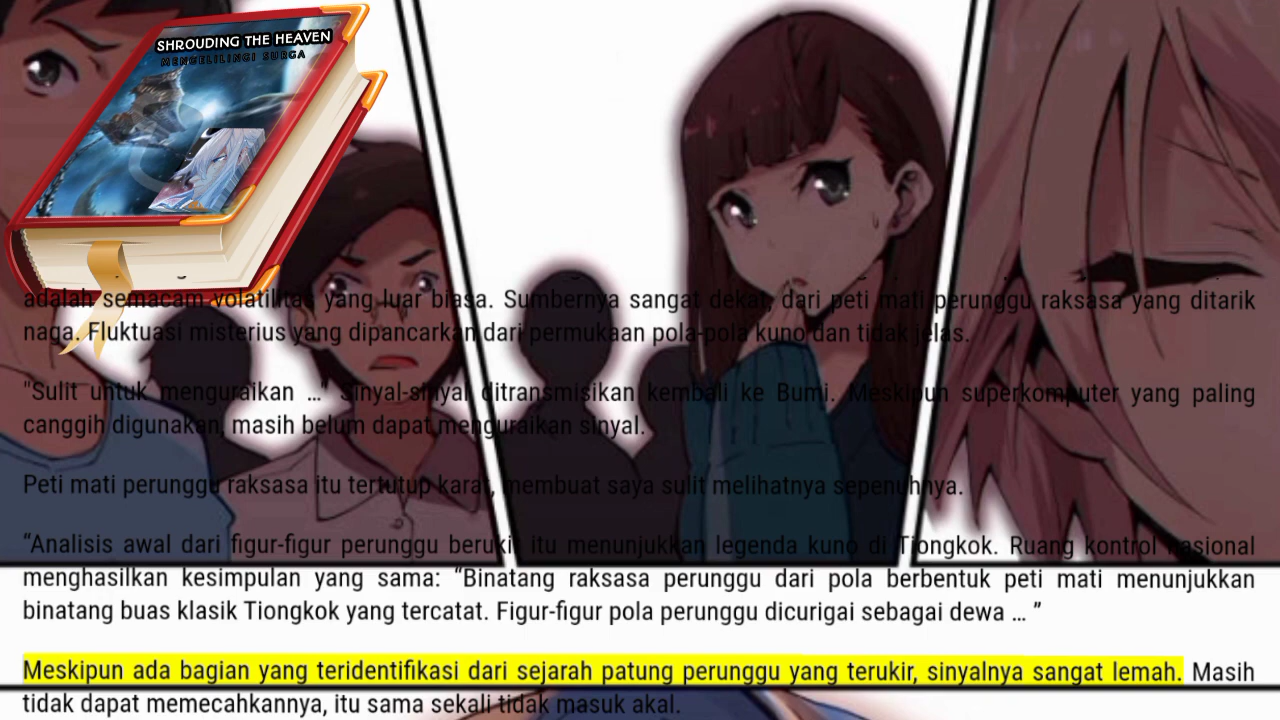 SHROUDING THE HEAVEN
MENGELILINGI SURGA
adalah semacam volatilitas yang luar biasa. Sumbernya sangat dekat, dari peti mati perunggu raksasa yang ditarik
naga. Fluktuasi misterius yang dipancarkan dari permukaan pola-pola kuno dan tidak jelas.
"Sulit untuk menguraikan …" Sinyal-sinyal ditransmisikan kembali ke Bumi. Meskipun superkomputer yang paling
canggih digunakan, masih belum dapat menguraikan sinyal.
Peti mati perunggu raksasa itu tertutup karat, membuat saya sulit melihatnya sepenuhnya.
“Analisis awal dari figur-figur perunggu berukir itu menunjukkan legenda kuno di Tiongkok. Ruang kontrol nasional
menghasilkan kesimpulan yang sama: “Binatang raksasa perunggu dari pola berbentuk peti mati menunjukkan
binatang buas klasik Tiongkok yang tercatat. Figur-figur pola perunggu dicurigai sebagai dewa … ”
Meskipun ada bagian yang teridentifikasi dari sejarah patung perunggu yang terukir, sinyalnya sangat lemah. Masih
tidak dapat memecahkannya, itu sama sekali tidak masuk akal.